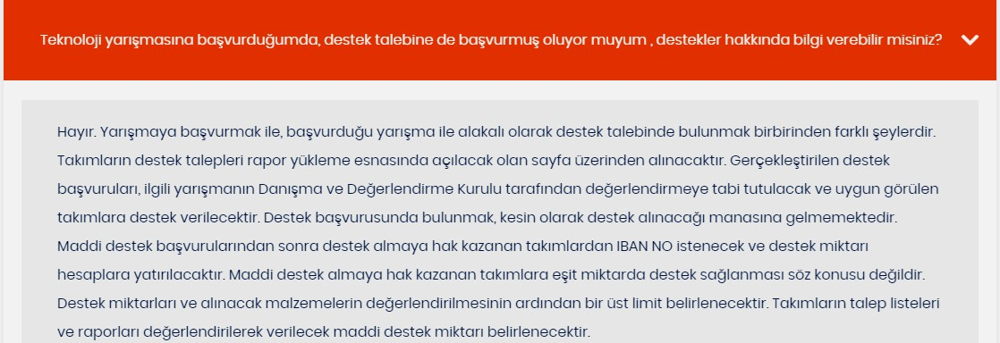 Teknoloji yarışmasına başvurduğumda, destek talebine de başvurmuş oluyor muyum , destekler hakkında bilgi verebilir misiniz?
Hayır. Yarışmaya başvurmak ile, başvurduğu yarışma ile alakalı olarak destek talebinde bulunmak birbirinden farklı şeylerdir.
Takımların destek talepleri rapor yükleme esnasında açılacak olan sayfa üzerinden alınacaktır. Gerçekleştirilen destek
başvuruları, ilgili yarışmanın Danışma ve Değerlendirme Kurulu tarafından değerlendirmeye tabi tutulacak ve uygun görülen
takımlara destek verilecektir. Destek başvurusunda bulunmak, kesin olarak destek alınacağı manasına gelmemektedir.
Maddi destek başvurularından sonra destek almaya hak kazanan takımlardan IBAN NO istenecek ve destek miktarı
hesaplara yatırılacaktır. Maddi destek almaya hak kazanan takımlara eşit miktarda destek sağlanması söz konusu değildir.
Destek miktarları ve alınacak malzemelerin değerlendirilmesinin ardından bir üst limit belirlenecektir. Takımların talep listeleri
ve raporları değerlendirilerek verilecek maddi destek miktarı belirlenecektir.